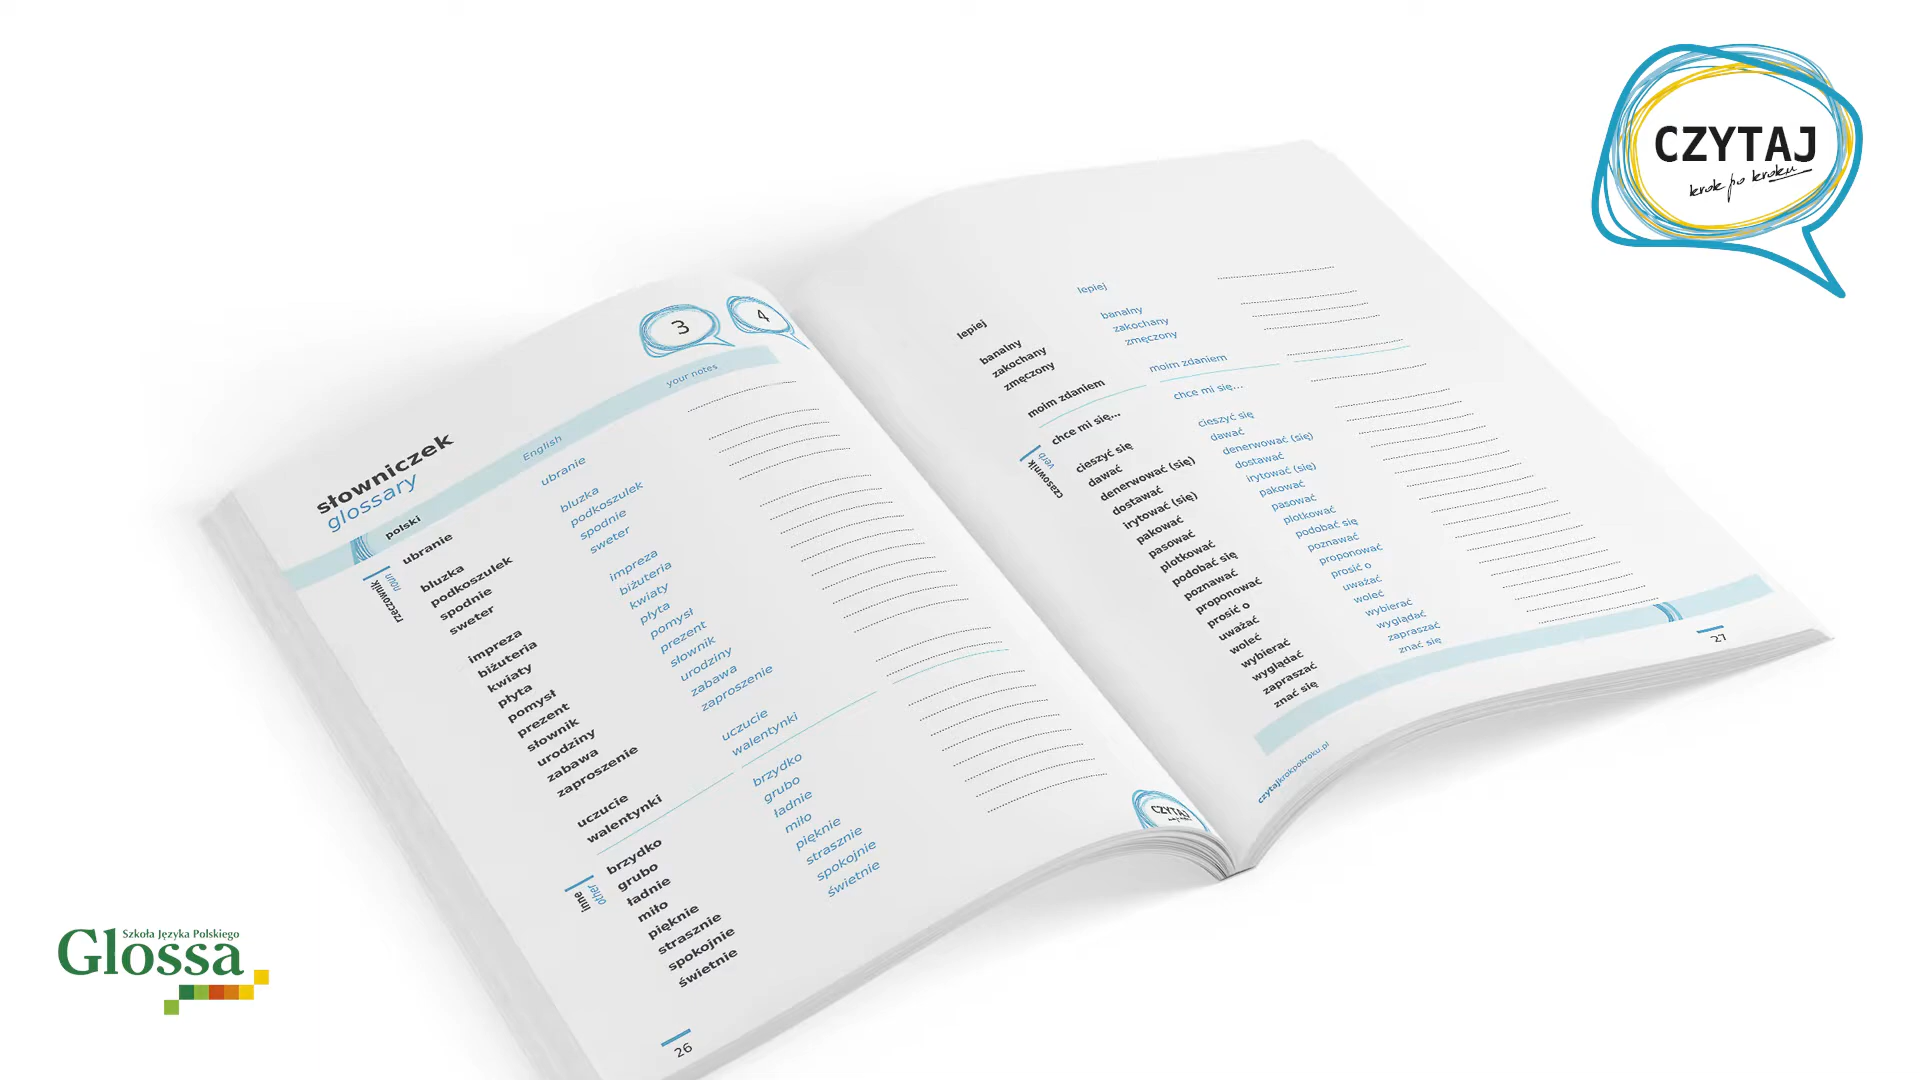 CZYTAJ
krok po kroku
3 4
słowniczek
glossary
polski English your notes
rzeczownik
noun
ubranie ubranie
bluzka bluzka
podkoszulek podkoszulek
spodnie spodnie
sweter sweter
impreza impreza
biżuteria biżuteria
kwiaty kwiaty
płyta płyta
pomysł pomysł
prezent prezent
słownik słownik
urodziny urodziny
zabawa zabawa
zaproszenie zaproszenie
uczucie uczucie
walentynki walentynki
inne
other
brzydko brzydko
grubo grubo
ładnie ładnie
miło miło
pięknie pięknie
strasznie strasznie
spokojnie spokojnie
świetnie świetnie
26
CZYTAJ
lepiej lepiej
banalny banalny
zakochany zakochany
zmęczony zmęczony
moim zdaniem moim zdaniem
chce mi się... chce mi się...
czasownik
verb
cieszyć się cieszyć się
dawać dawać
denerwować (się) denerwować (się)
dostawać dostawać
irytować (się) irytować (się)
pakować pakować
pasować pasować
plotkować plotkować
podobać się podobać się
poznawać poznawać
proponować proponować
prosić o prosić o
uważać uważać
woleć woleć
wybierać wybierać
wyglądać wyglądać
zapraszać zapraszać
znać się znać się
czytajkrokpokroku.pl
27
Szkoła Języka Polskiego
Glossa